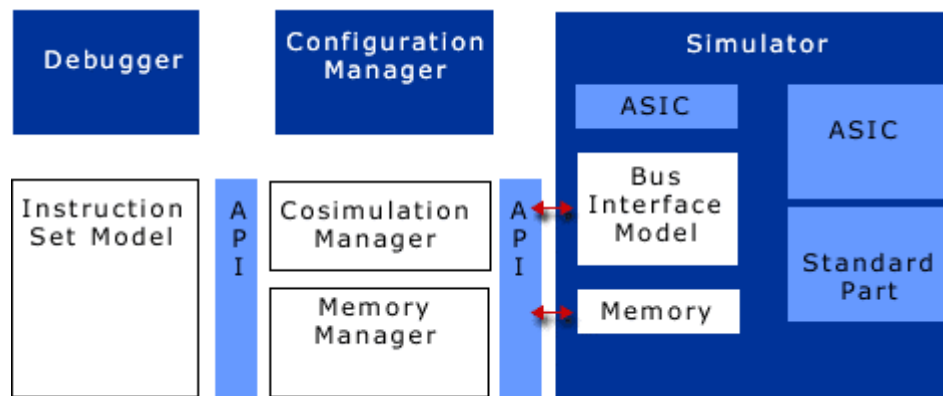 Debugger
Configuration
Manager
Simulator
ASIC
ASIC
Instruction
Set Model
A
P
I
Cosimulation
Manager
Memory
Manager
A
P
I
Bus
Interface
Model
Memory
Standard
Part